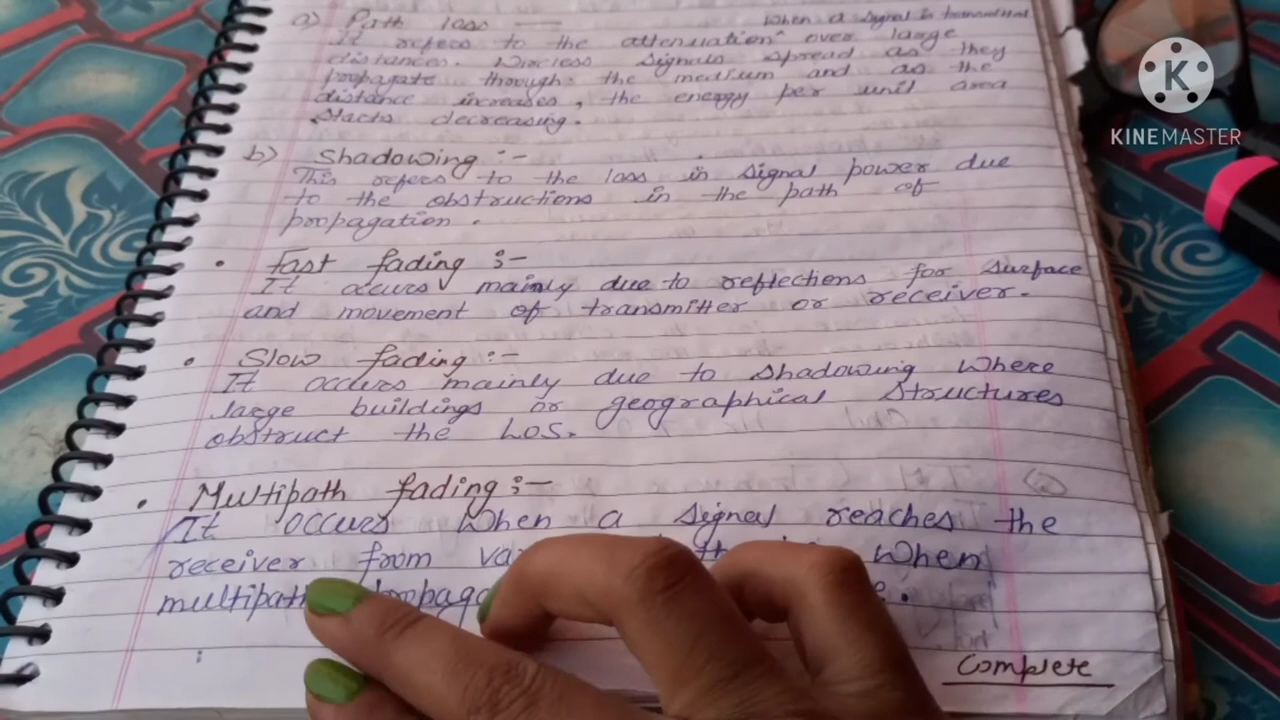 a) Path loss — when a signal is transmitted
It refers to the attenuation over large
distances. Wireless signals spread as they
propagate through the medium and as the
distance increases, the energy per unit area
starts decreasing.
b) Shadowing :-
This refers to the loss in signal power due
to the obstructions in the path of
propagation.
• Fast fading :-
It occurs mainly due to reflections for surface
and movement of transmitter or receiver.
• Slow fading :-
It occurs mainly due to shadowing where
large buildings or geographical structures
obstruct the LOS.
• Multipath fading :-
It occurs when a signal reaches the
receiver from when
multipath
Complete
K
KINEMASTER